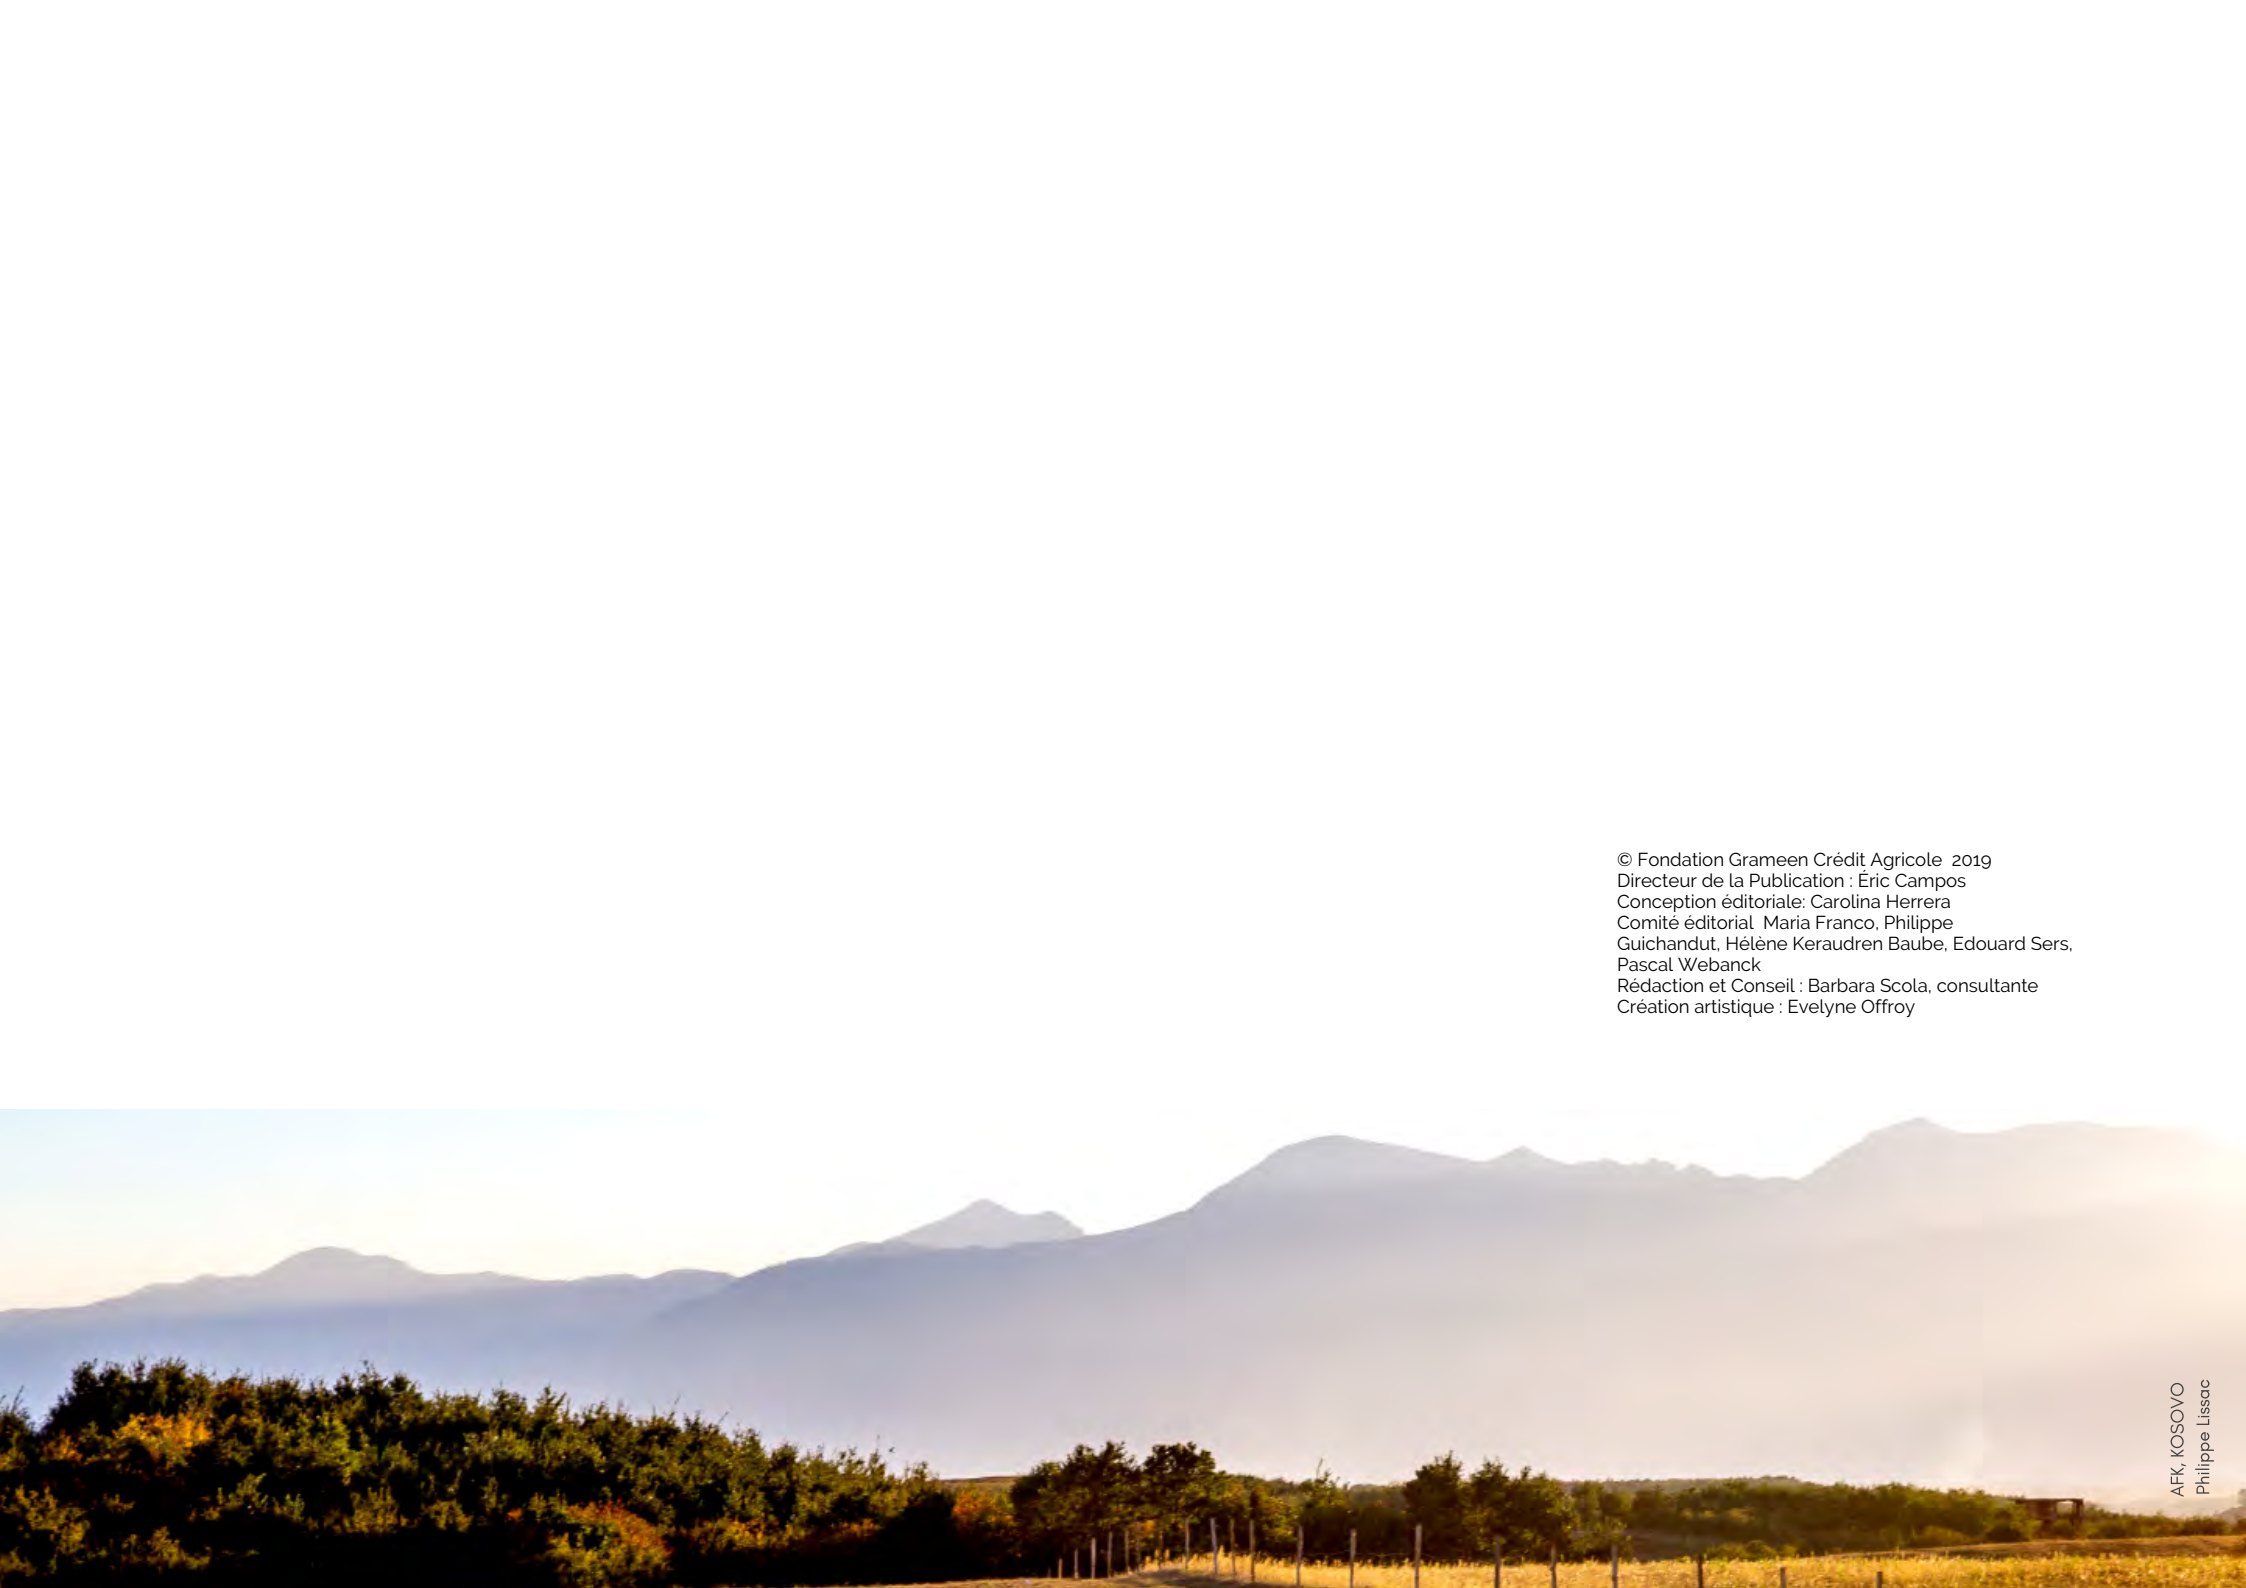 © Fondation Grameen Crédit Agricole  2019
Directeur de la Publication : Éric Campos
Conception éditoriale: Carolina Herrera
Comité éditorial  Maria Franco, Philippe
Guichandut, Hélène Keraudren Baube, Edouard Sers,
Pascal Webanck
Rédaction et Conseil : Barbara Scola, consultante
Création artistique : Evelyne Offroy
AFK, KOSOVO
Philippe Lissac